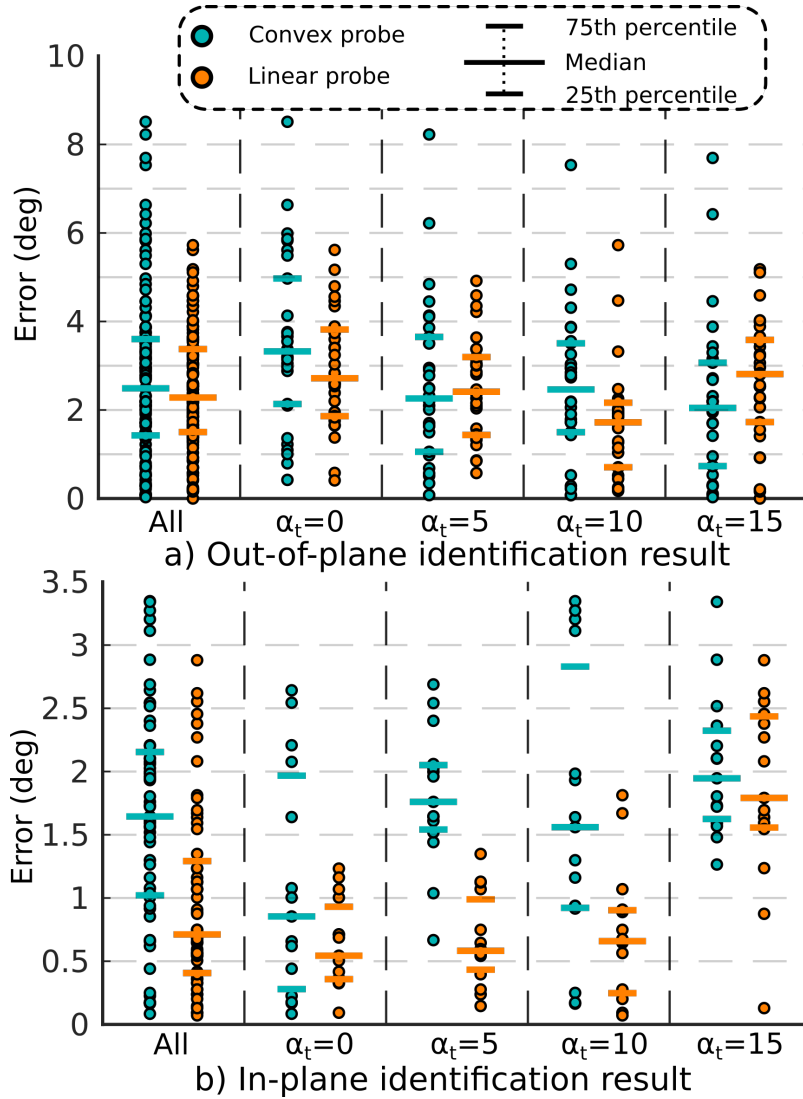 Convex probe
Linear probe
75th percentile
Median
25th percentile
Error (deg)
10
8
6
4
2
0
All
αt=0
αt=5
αt=10
αt=15
a) Out-of-plane identification result
Error (deg)
3.5
3
2.5
2
1.5
1
0.5
0
All
αt=0
αt=5
αt=10
αt=15
b) In-plane identification result